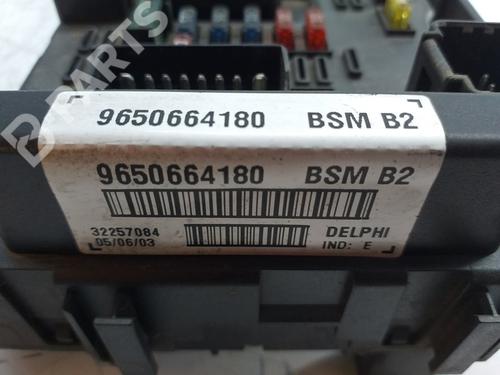 B PARTS
9650664180 BSM B2
9650664180 BSM B2
32257084 DELPHI
05/06/03 IND: E